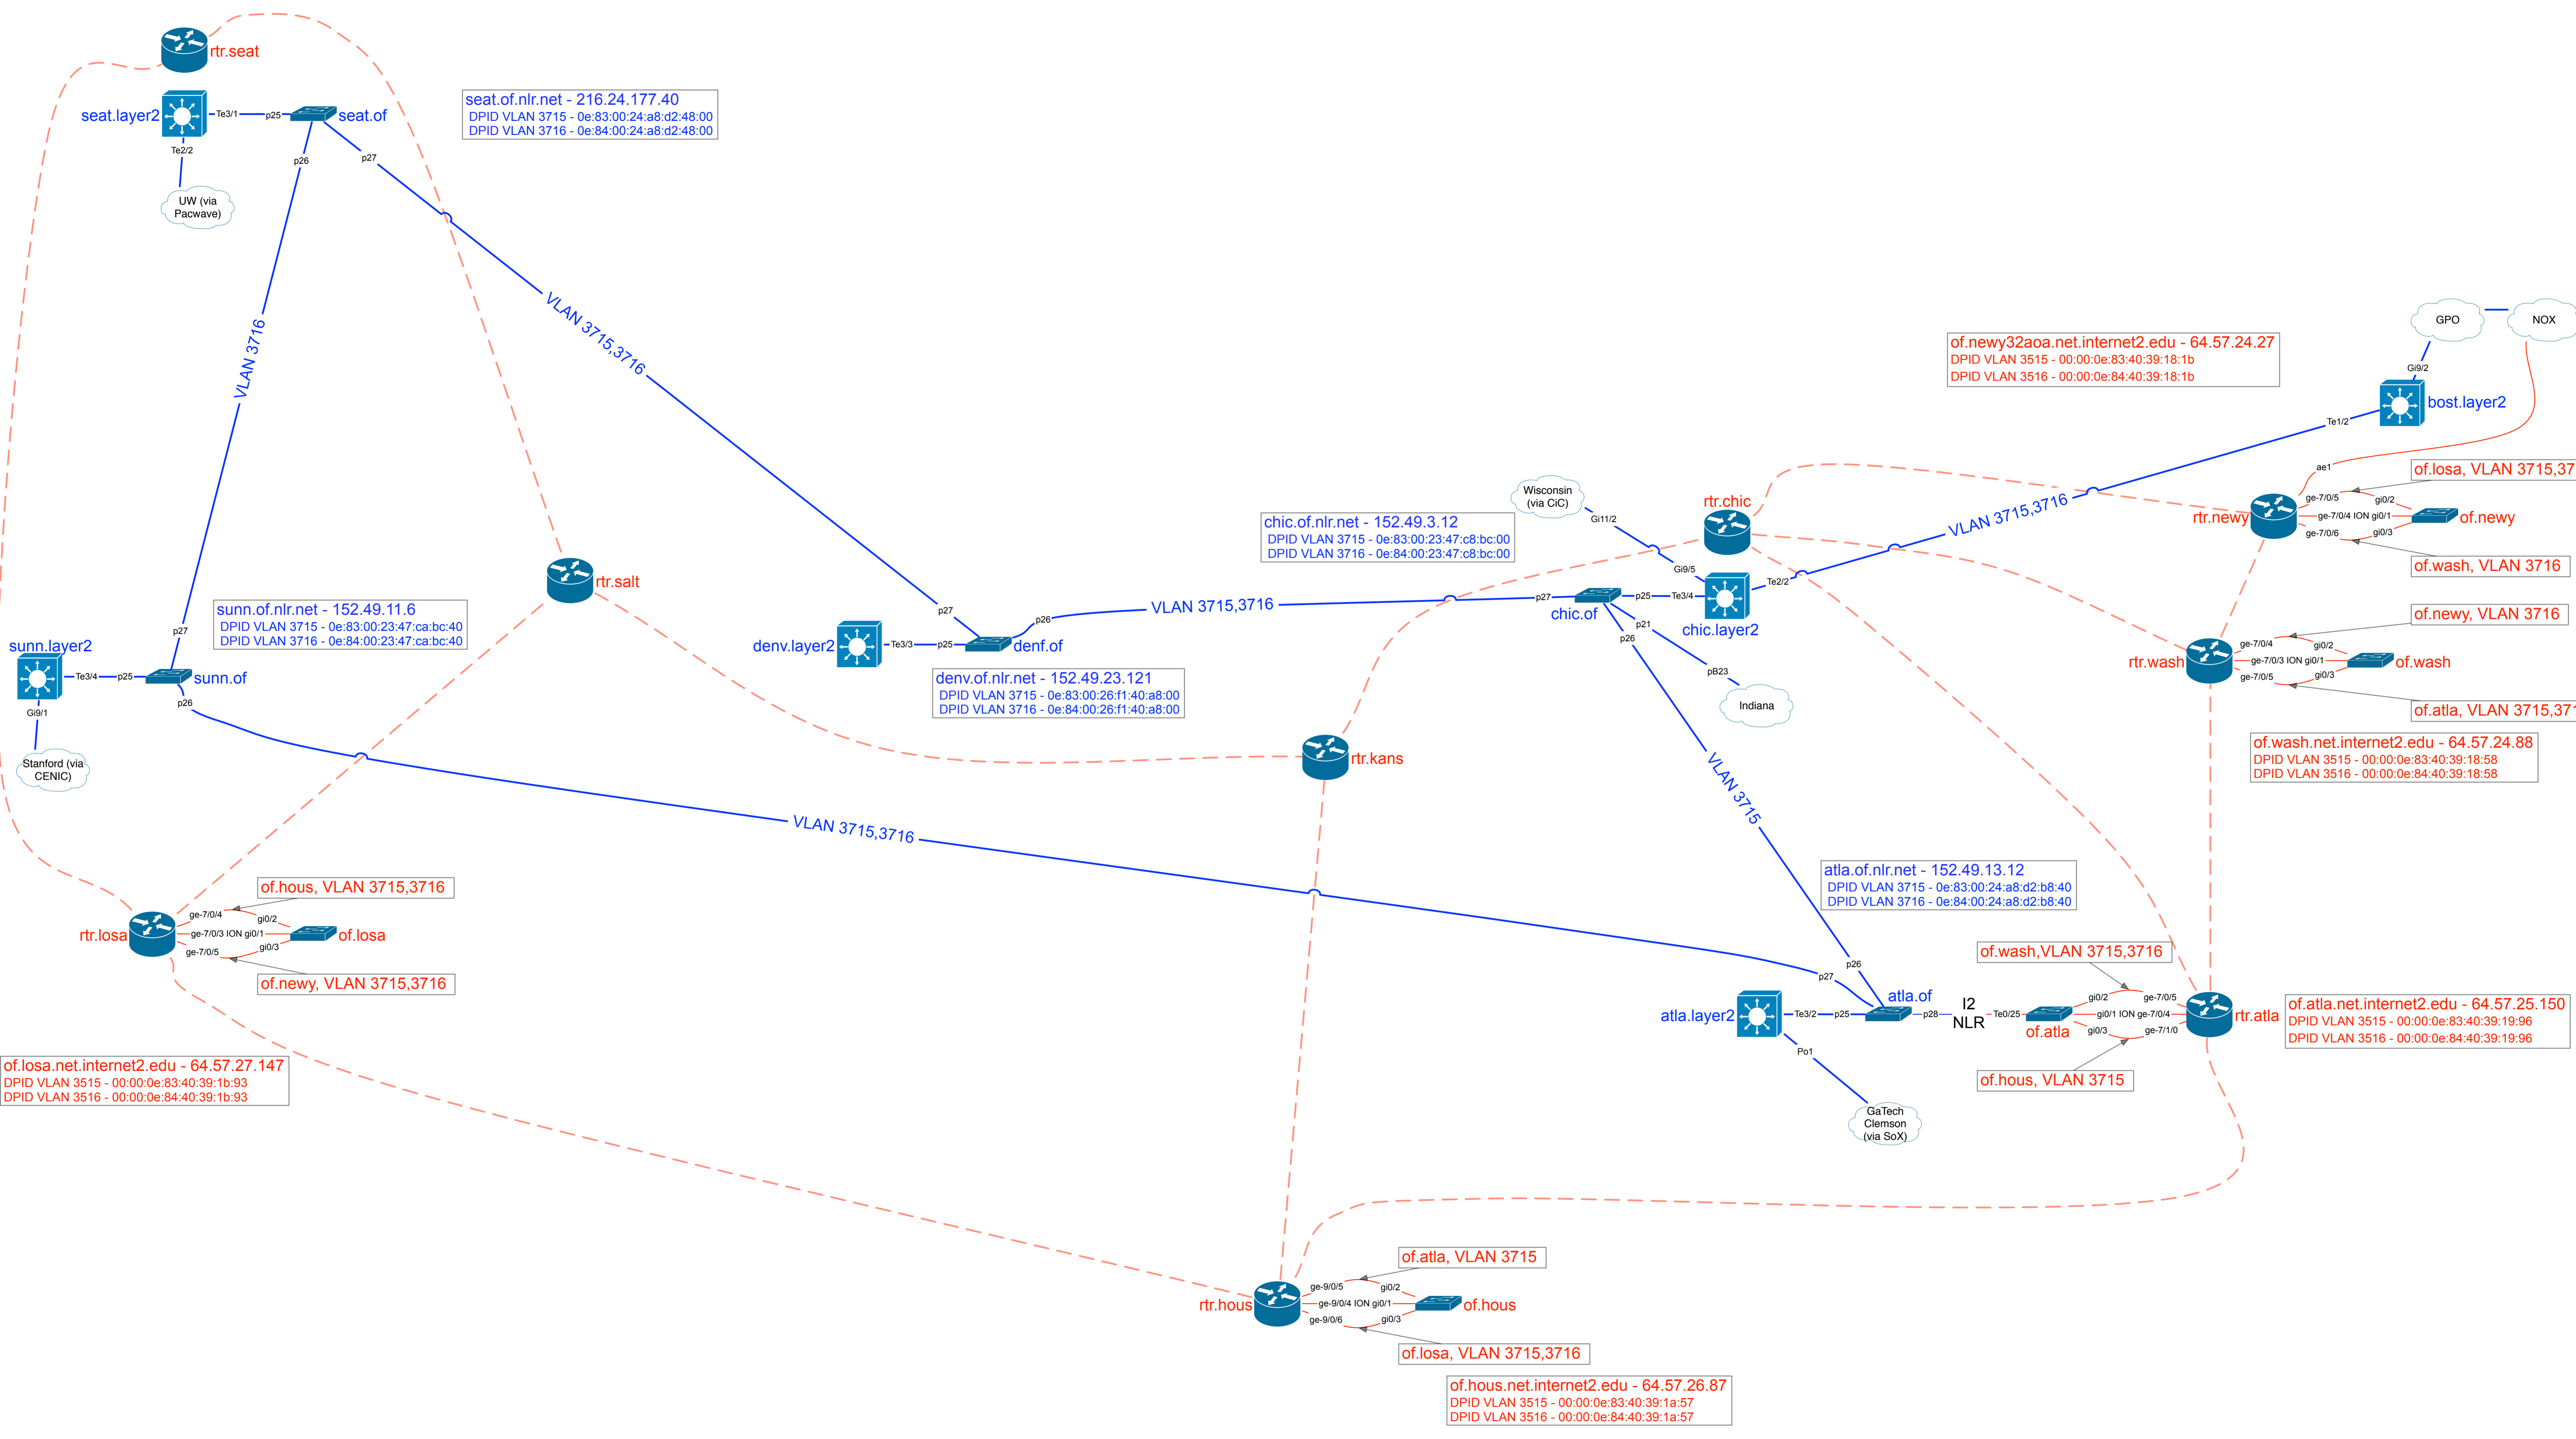 rtr.seat
seat.layer2
Te3/1
p25
seat.of
Te2/2
p26
p27
UW (via
Pacwave)
seat.of.nlr.net - 216.24.177.40
DPID VLAN 3715 - 0e:83:00:24:a8:d2:48:00
DPID VLAN 3716 - 0e:84:00:24:a8:d2:48:00
VLAN 3716
VLAN 3715,3716
GPO
NOX
of.newy32aoa.net.internet2.edu - 64.57.24.27
DPID VLAN 3515 - 00:00:0e:83:40:39:18:1b
DPID VLAN 3516 - 00:00:0e:84:40:39:18:1b
Gi9/2
bost.layer2
Te1/2
ae1
of.losa, VLAN 3715,37
rtr.newy
ge-7/0/5
gi0/2
ge-7/0/4 ION gi0/1
ge-7/0/6
gi0/3
of.newy
of.wash, VLAN 3716
VLAN 3715,3716
Wisconsin
(via CiC)
Gi11/2
rtr.chic
chic.of.nlr.net - 152.49.3.12
DPID VLAN 3715 - 0e:83:00:23:47:c8:bc:00
DPID VLAN 3716 - 0e:84:00:23:47:c8:bc:00
Gi9/5
Te2/2
rtr.salt
p27
p26
VLAN 3715,3716
p27
chic.of
p25
Te3/4
chic.layer2
p21
p26
pB23
Indiana
sunn.of.nlr.net - 152.49.11.6
DPID VLAN 3715 - 0e:83:00:23:47:ca:bc:40
DPID VLAN 3716 - 0e:84:00:23:47:ca:bc:40
p27
sunn.layer2
Te3/4
p25
sunn.of
p26
Gi9/1
Stanford (via
CENIC)
denv.layer2
Te3/3
p25
denf.of
denv.of.nlr.net - 152.49.23.121
DPID VLAN 3715 - 0e:83:00:26:f1:40:a8:00
DPID VLAN 3716 - 0e:84:00:26:f1:40:a8:00
of.newy, VLAN 3716
rtr.wash
ge-7/0/4
gi0/2
ge-7/0/3 ION gi0/1
ge-7/0/5
gi0/3
of.wash
of.atla, VLAN 3715,371
of.wash.net.internet2.edu - 64.57.24.88
DPID VLAN 3515 - 00:00:0e:83:40:39:18:58
DPID VLAN 3516 - 00:00:0e:84:40:39:18:58
rtr.kans
VLAN 3715
VLAN 3715,3716
of.hous, VLAN 3715,3716
rtr.losa
ge-7/0/4
gi0/2
ge-7/0/3 ION gi0/1
ge-7/0/5
gi0/3
of.losa
of.newy, VLAN 3715,3716
of.losa.net.internet2.edu - 64.57.27.147
DPID VLAN 3515 - 00:00:0e:83:40:39:1b:93
DPID VLAN 3516 - 00:00:0e:84:40:39:1b:93
atla.of.nlr.net - 152.49.13.12
DPID VLAN 3715 - 0e:83:00:24:a8:d2:b8:40
DPID VLAN 3716 - 0e:84:00:24:a8:d2:b8:40
p26
p27
atla.layer2
Te3/2
p25
atla.of
p28
I2
NLR
Te0/25
of.atla
Po1
GaTech
Clemson
(via SoX)
of.wash,VLAN 3715,3716
gi0/2
ge-7/0/5
gi0/1 ION ge-7/0/4
gi0/3
ge-7/1/0
rtr.atla
of.hous, VLAN 3715
of.atla.net.internet2.edu - 64.57.25.150
DPID VLAN 3515 - 00:00:0e:83:40:39:19:96
DPID VLAN 3516 - 00:00:0e:84:40:39:19:96
of.atla, VLAN 3715
rtr.hous
ge-9/0/5
gi0/2
ge-9/0/4 ION gi0/1
ge-9/0/6
gi0/3
of.hous
of.losa, VLAN 3715,3716
of.hous.net.internet2.edu - 64.57.26.87
DPID VLAN 3515 - 00:00:0e:83:40:39:1a:57
DPID VLAN 3516 - 00:00:0e:84:40:39:1a:57